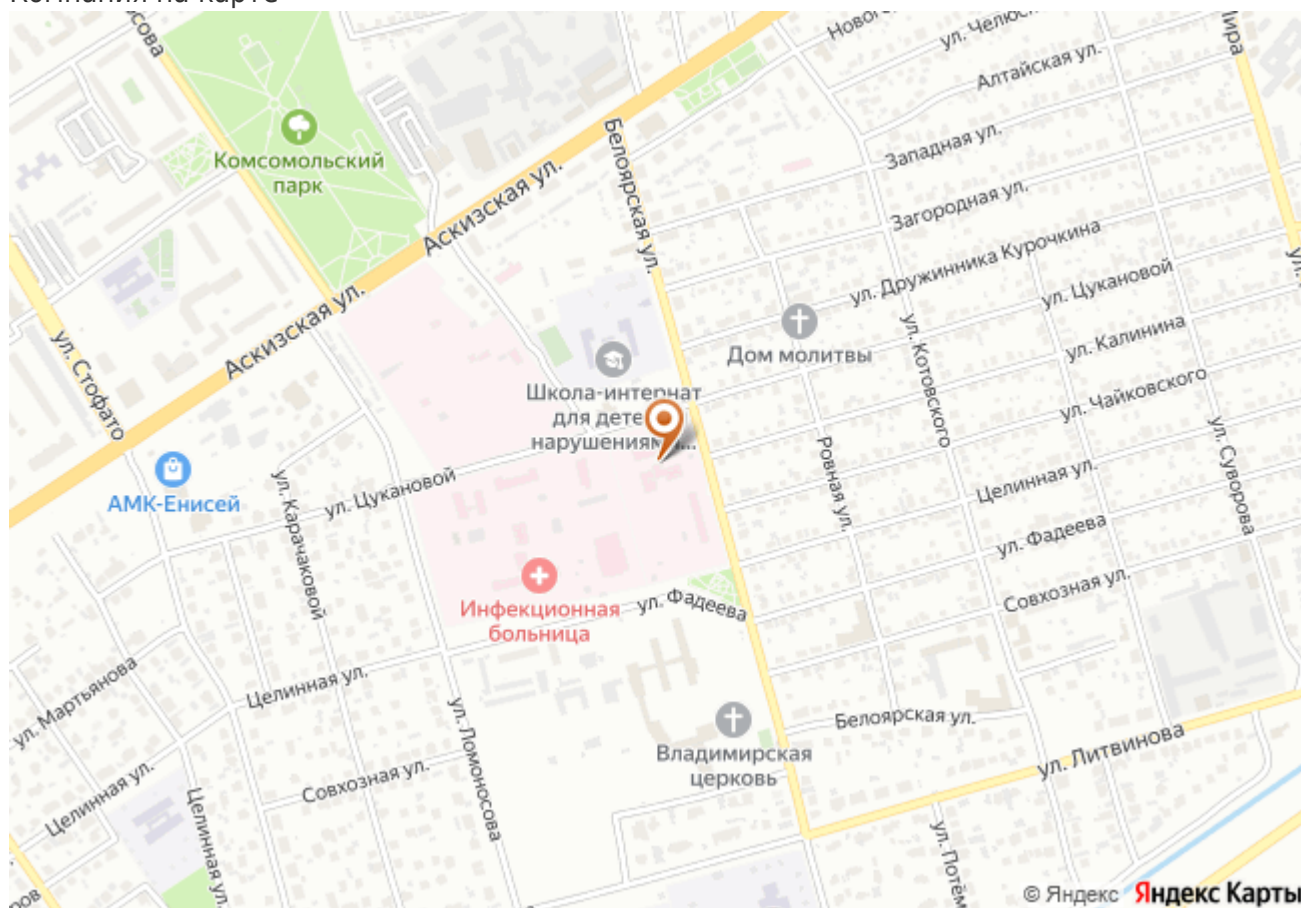 Компания на карте
Комсомольский
парк
Аскизская ул.
Аскизская ул.
Белоярская ул.
ул. Стофато
АМК-Енисей
ул. Цукановой
ул. Карачаковой
Школа-интернат
для дете
нарушениям...
Дом молитвы
Алтайская ул.
Западная ул.
Загородная ул.
ул. Дружинника Курочкина
ул. Цукановой
ул. Калинина
ул. Чайковского
ул. Котовского
Ровная ул.
Целинная ул.
ул. Суворова
ул. Фадеева
Совхозная ул.
Инфекционная
больница
ул. Фадеева
ул. Мартьянова
Целинная ул.
Целинная ул.
Целинная ул.
Совхозная ул.
ул. Ломоносова
Владимирская
церковь
Белоярская ул.
ул. Литвинова
© Яндекс Яндекс Карты